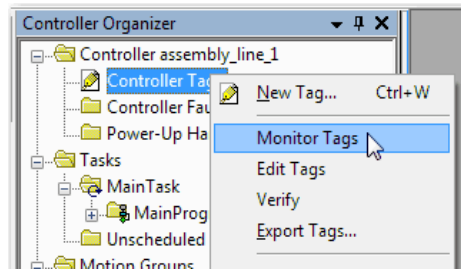 Controller Organizer
Controller assembly_line_1
Controller Tags
Controller Fau
Power-Up Ha
Tasks
MainTask
MainProg
Unscheduled
Motion Groups
New Tag... Ctrl+W
Monitor Tags
Edit Tags
Verify
Export Tags...